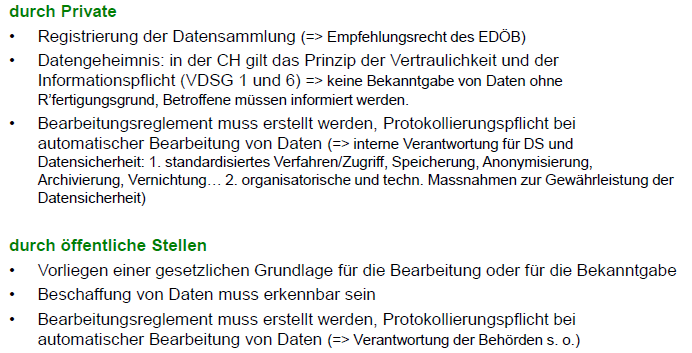 durch Private
• Registrierung der Datensammlung (=> Empfehlungsrecht des EDÖB)
• Datengeheimnis: in der CH gilt das Prinzip der Vertraulichkeit und der
Informationspflicht (VDSG 1 und 6) => keine Bekanntgabe von Daten ohne
R'fertigungsgrund, Betroffene müssen informiert werden.
• Bearbeitungsreglement muss erstellt werden, Protokollierungspflicht bei
automatischer Bearbeitung von Daten (=> interne Verantwortung für DS und
Datensicherheit: 1. standardisiertes Verfahren/Zugriff, Speicherung, Anonymisierung,
Archivierung, Vernichtung… 2. organisatorische und techn. Massnahmen zur Gewährleistung der
Datensicherheit)
durch öffentliche Stellen
• Vorliegen einer gesetzlichen Grundlage für die Bearbeitung oder für die Bekanntgabe
• Beschaffung von Daten muss erkennbar sein
• Bearbeitungsreglement muss erstellt werden, Protokollierungspflicht bei
automatischer Bearbeitung von Daten (=> Verantwortung der Behörden s. o.)